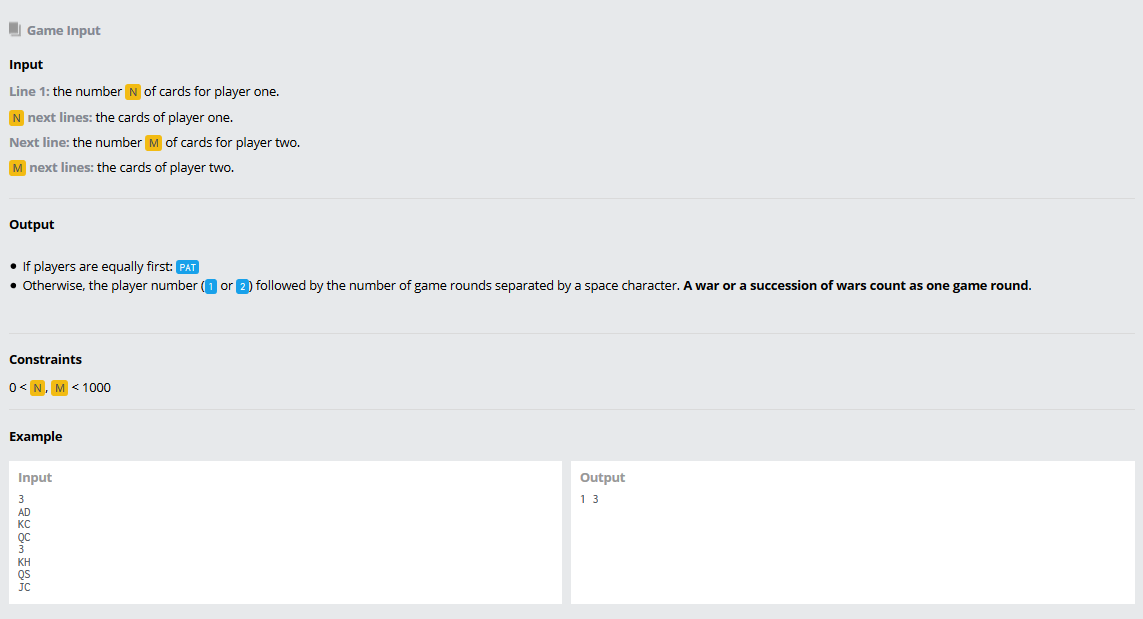 Game Input
Input
Line 1: the number N of cards for player one.
N next lines: the cards of player one.
Next line: the number M of cards for player two.
M next lines: the cards of player two.
Output
● If players are equally first: PAT
● Otherwise, the player number (1 or 2) followed by the number of game rounds separated by a space character. A war or a succession of wars count as one game round.
Constraints
0 < N, M < 1000
Example
Input
3
AD
KC
QC
3
KH
QS
JC
Output
1 3